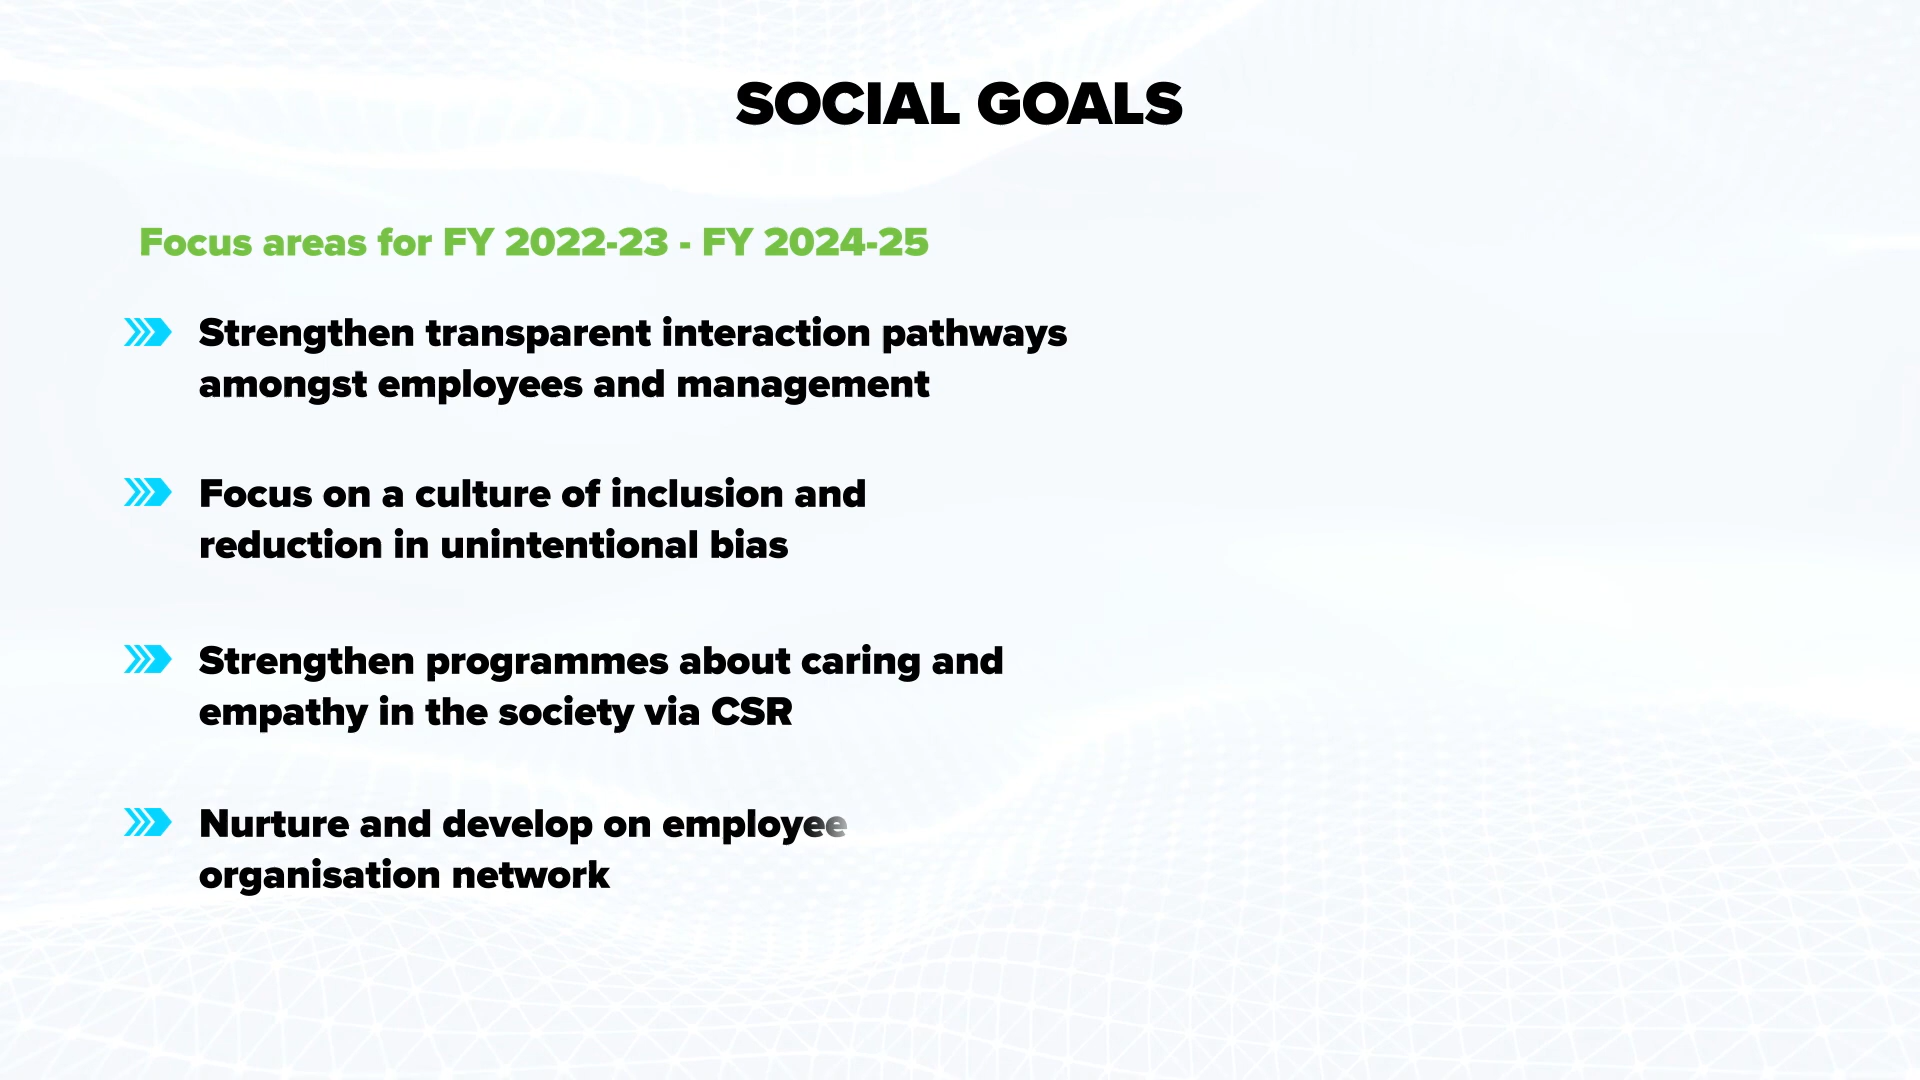 SOCIAL GOALS
Focus areas for FY 2022-23 - FY 2024-25
Strengthen transparent interaction pathways
amongst employees and management
Focus on a culture of inclusion and
reduction in unintentional bias
Strengthen programmes about caring and
empathy in the society via CSR
Nurture and develop on employee
organisation network